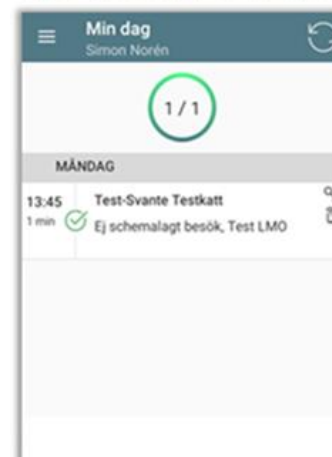 Min dag
Simon Norén
1 / 1
MÅNDAG
13:45 Test-Svante Testkatt
1 min Ej schemalagt besök, Test LMO